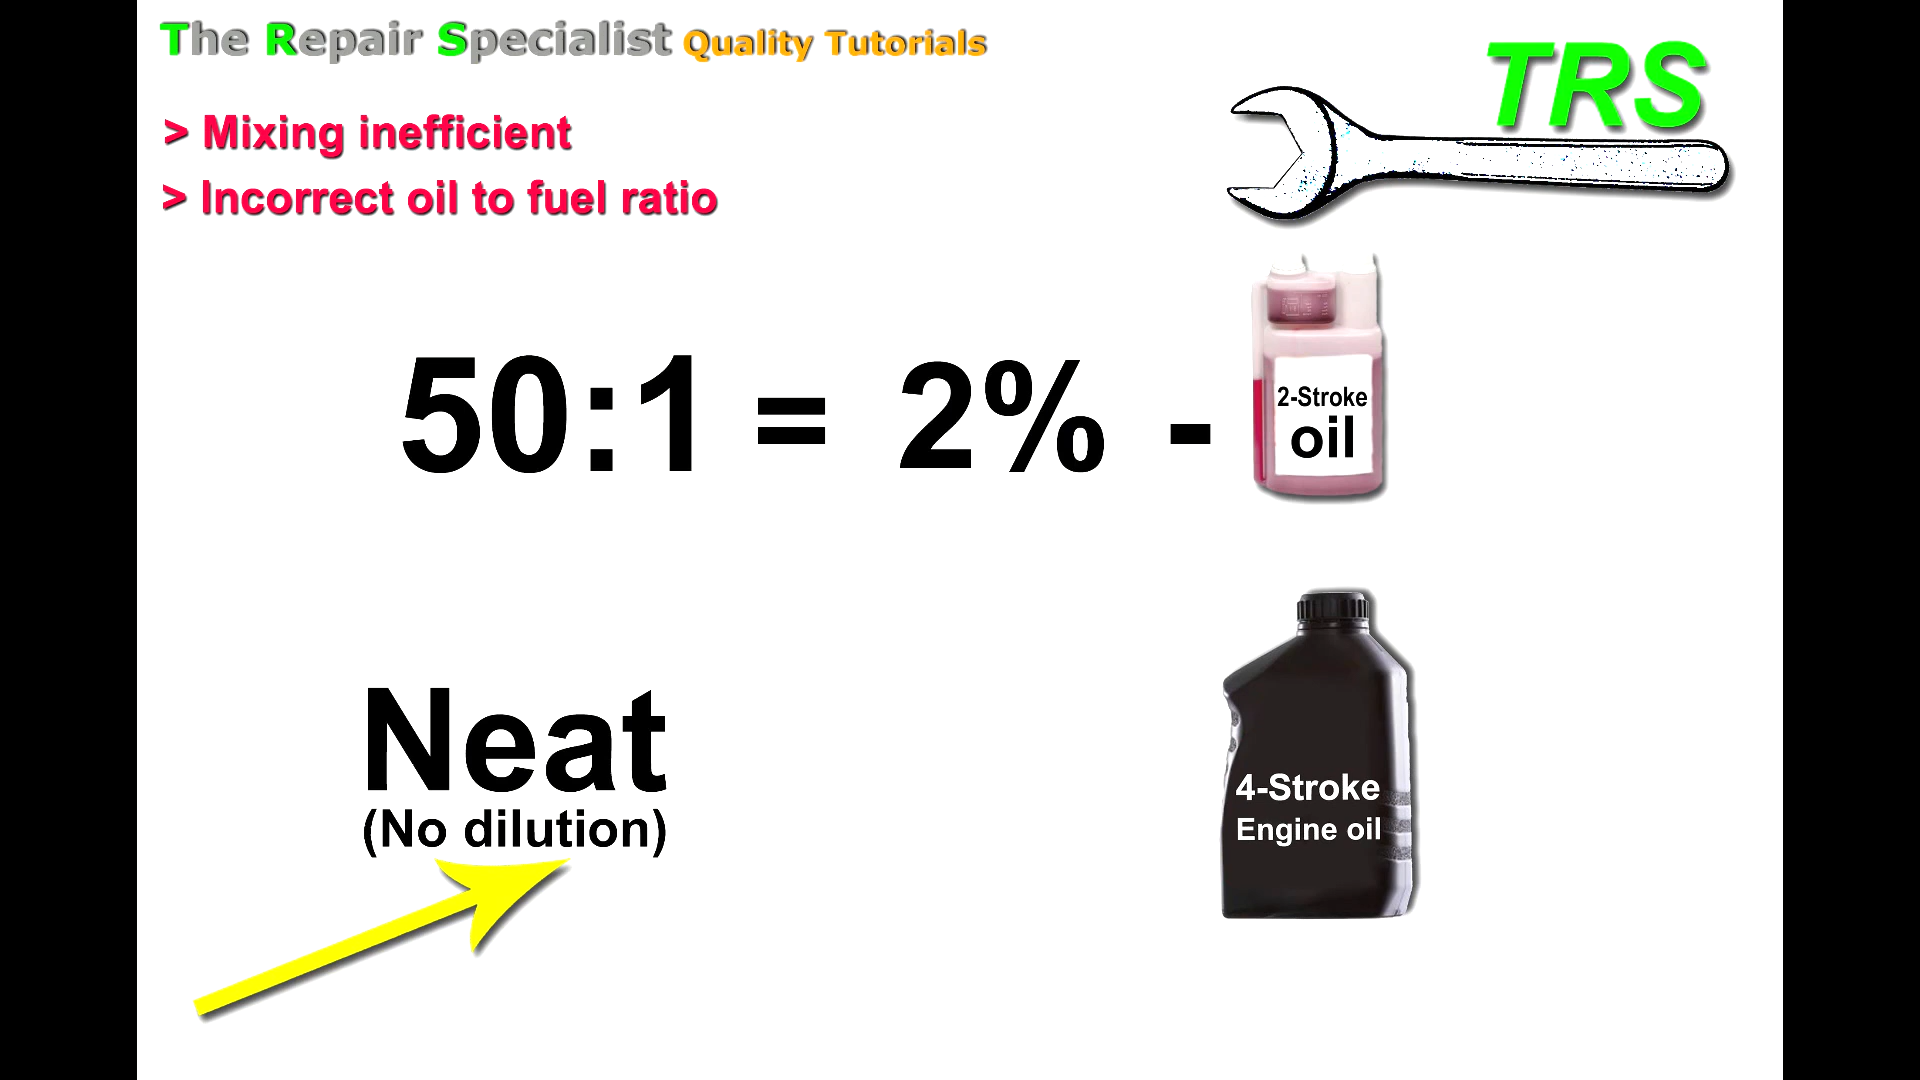 The Repair Specialist Quality Tutorials
TRS
> Mixing inefficient
> Incorrect oil to fuel ratio
50:1 = 2% -
2-Stroke
oil
Neat
(No dilution)
4-Stroke
Engine oil